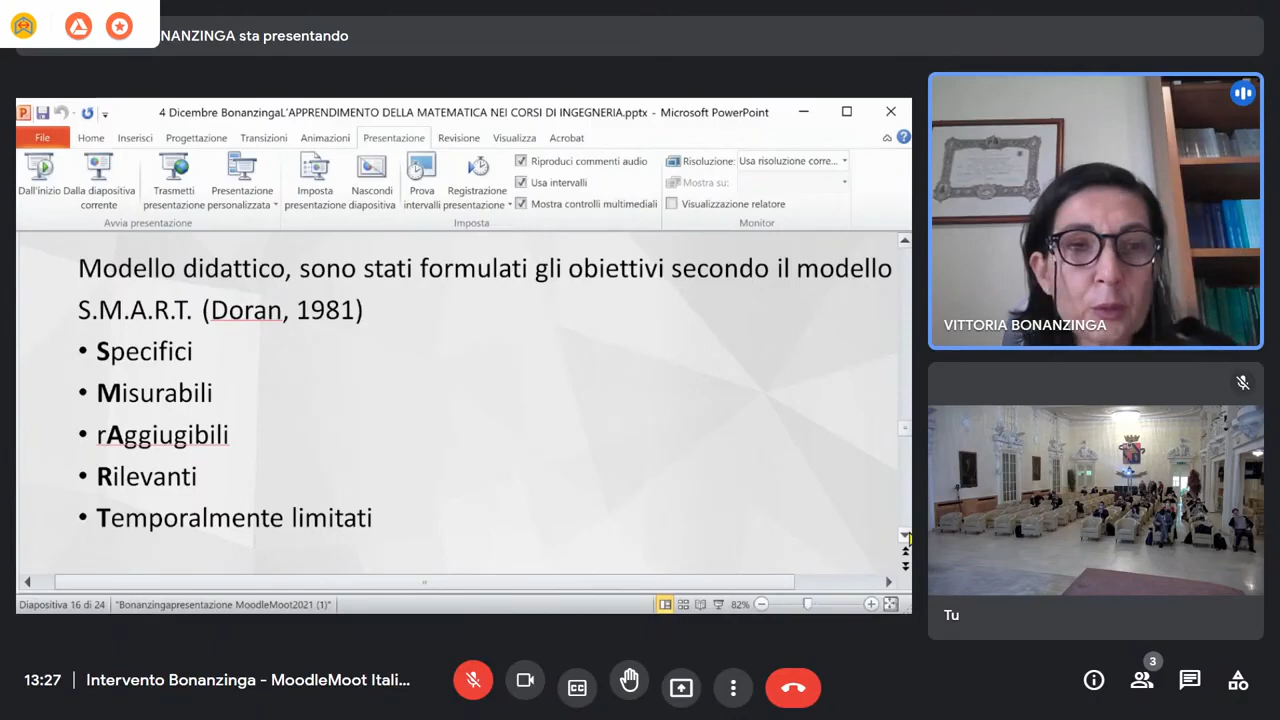 NANZINGA sta presentando
4 Dicembre BonanzingaL'APPRENDIMENTO DELLA MATEMATICA NEI CORSI DI INGEGNERIA.pptx - Microsoft PowerPoint
File Home Inserisci Progettazione Transizioni Animazioni Presentazione Revisione Visualizza Acrobat
Dall'inizio
Dalla diapositiva corrente
Trasmetti presentazione
Presentazione personalizzata
Avvia presentazione
Imposta presentazione
Nascondi diapositiva
Prova intervalli
Registrazione presentazione
Riproduci commenti audio
Usa intervalli
Mostra controlli multimediali
Imposta
Risoluzione: Usa risoluzione corre...
Mostra su:
Visualizzazione relatore
Monitor
Modello didattico, sono stati formulati gli obiettivi secondo il modello
S.M.A.R.T. (Doran, 1981)
• Specifici
• Misurabili
• rAggiugibili
• Rilevanti
• Temporalmente limitati
Diapositiva 16 di 24 "Bonanzingapresentazione MoodleMoot2021 (1)" 82%
VITTORIA BONANZINGA
Tu
13:27 | Intervento Bonanzinga - MoodleMoot Itali...
CC
3